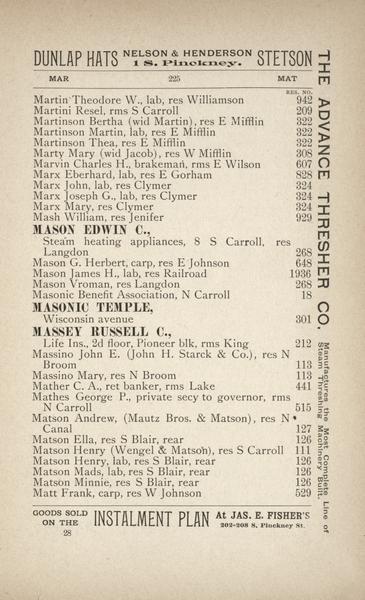 DUNLAP HATS NELSON & HENDERSON 1 S. Pinckney. STETSON
MAR 225 MAT
RES. NO.
Martin Theodore W., lab, res Williamson 942
Martini Resel, rms S Carroll 209
Martinson Bertha (wid Martin), res E Mifflin 322
Martinson Martin, lab, res E Mifflin 322
Martinson Thea, res E Mifflin 322
Marty Mary (wid Jacob), res W Mifflin 308
Marvin Charles H., brakeman, rms E Wilson 607
Marx Eberhard, lab, res E Gorham 828
Marx John, lab, res Clymer 324
Marx Joseph G., lab, res Clymer 324
Marx Mary, res Clymer 324
Mash William, res Jenifer 929
MASON EDWIN C.,
Steam heating appliances, 8 S Carroll, res
Langdon 268
Mason G. Herbert, carp, res E Johnson 648
Mason James H., lab, res Railroad 1936
Mason Vroman, res Langdon 268
Masonic Benefit Association, N Carroll 18
MASONIC TEMPLE,
Wisconsin avenue 301
MASSEY RUSSELL C.,
Life Ins., 2d floor, Pioneer blk, rms King 212
Massino John E. (John H. Starck & Co.), res N
Broom 113
Massino Mary, res N Broom 113
Mather C. A., ret banker, rms Lake 441
Mathes George P., private secy to governor, rms
N Carroll 515
Matson Andrew, (Mautz Bros. & Matson), res N
Canal 127
Matson Ella, res S Blair, rear 126
Matson Henry (Wengel & Matson), res S Carroll 111
Matson Henry, lab, res S Blair, rear 126
Matson Mads, lab, res S Blair, rear 126
Matson Minnie, res S Blair, rear 126
Matt Frank, carp, res W Johnson 529
GOODS SOLD ON THE INSTALMENT PLAN At JAS. E. FISHER'S
202-208 S. Pinckney St.
28
THE ADVANCE THRESHER CO.
Manufactures the Most Complete Line of
Steam Threshing Machinery Built.